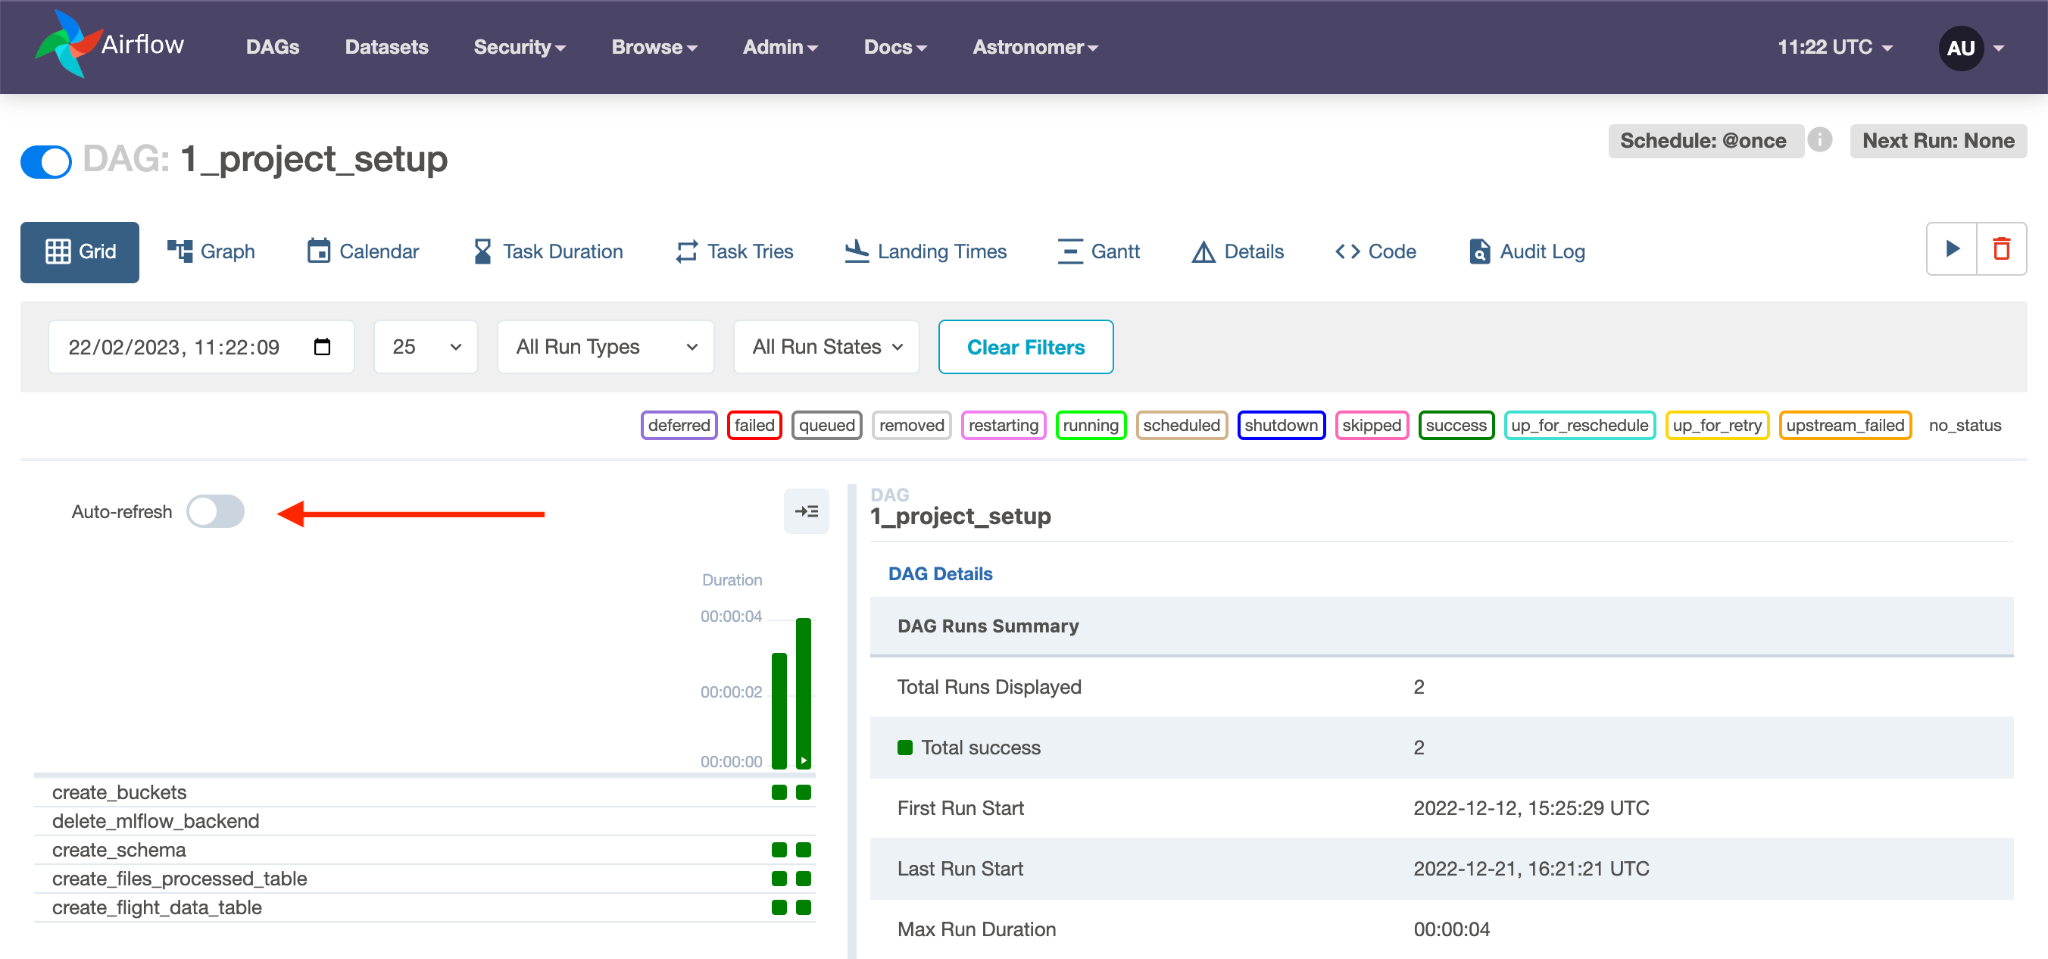 Airflow DAGs Datasets Security Browse Admin Docs Astronomer 11:22 UTC AU
Schedule: @once Next Run: None
DAG: 1_project_setup
Grid Graph Calendar Task Duration Task Tries Landing Times Gantt Details Code Audit Log
22/02/2023, 11:22:09 25 All Run Types All Run States Clear Filters
deferred failed queued removed restarting running scheduled shutdown skipped success up_for_reschedule up_for_retry upstream_failed no_status
Auto-refresh
Duration
00:00:04
00:00:02
00:00:00
create_buckets
delete_mlflow_backend
create_schema
create_files_processed_table
create_flight_data_table
DAG
1_project_setup
DAG Details
DAG Runs Summary
Total Runs Displayed 2
Total success 2
First Run Start 2022-12-12, 15:25:29 UTC
Last Run Start 2022-12-21, 16:21:21 UTC
Max Run Duration 00:00:04